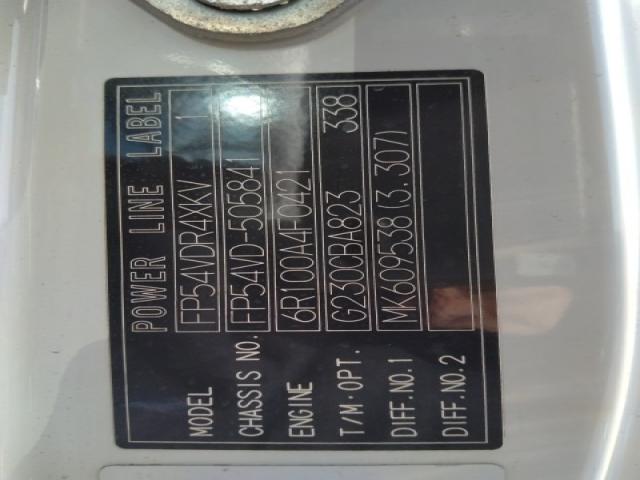 POWER LINE LABEL
MODEL FP54VDR4XKV 1
CHASSIS NO. FP54VD-505841
ENGINE 6R100A4F0421
T/M·OPT. G230CBA823 338
DIFF.NO.1 MK609538(3.307)
DIFF.NO.2